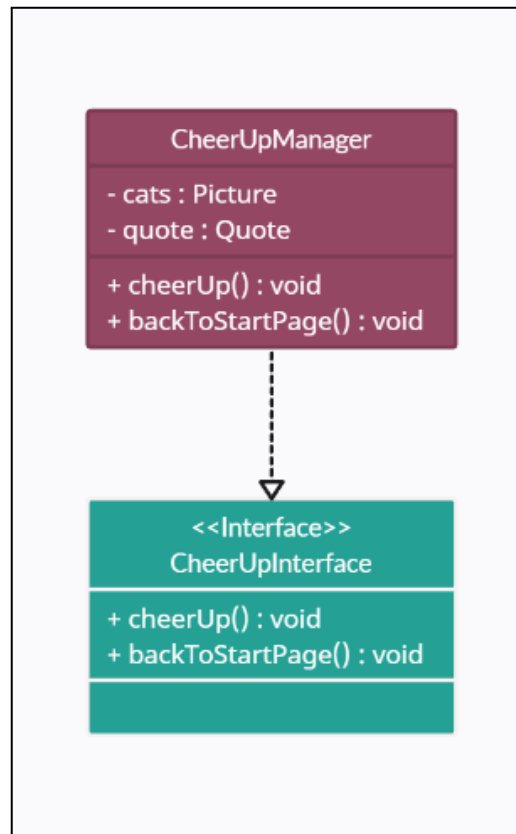 CheerUpManager
- cats : Picture
- quote : Quote
+ cheerUp() : void
+ backToStartPage() : void
<<Interface>>
CheerUpInterface
+ cheerUp() : void
+ backToStartPage() : void